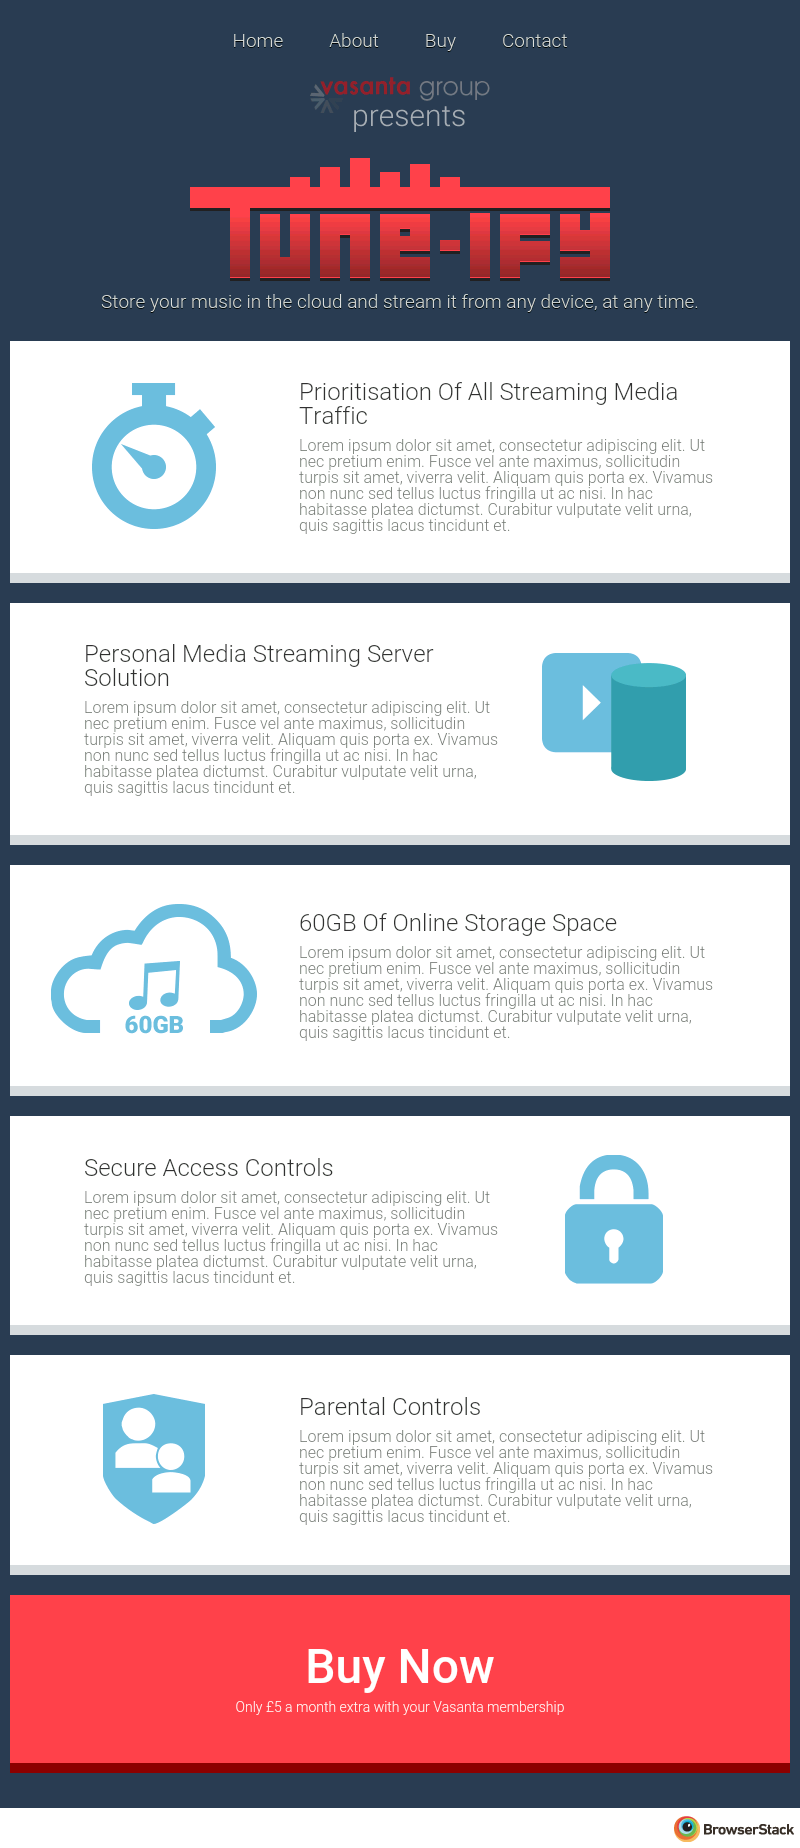 Home About Buy Contact
vasanta group
presents
Tune-ify
Store your music in the cloud and stream it from any device, at any time.
Prioritisation Of All Streaming Media
Traffic
Lorem ipsum dolor sit amet, consectetur adipiscing elit. Ut
nec pretium enim. Fusce vel ante maximus, sollicitudin
turpis sit amet, viverra velit. Aliquam quis porta ex. Vivamus
non nunc sed tellus luctus fringilla ut ac nisi. In hac
habitasse platea dictumst. Curabitur vulputate velit urna,
quis sagittis lacus tincidunt et.
Personal Media Streaming Server
Solution
Lorem ipsum dolor sit amet, consectetur adipiscing elit. Ut
nec pretium enim. Fusce vel ante maximus, sollicitudin
turpis sit amet, viverra velit. Aliquam quis porta ex. Vivamus
non nunc sed tellus luctus fringilla ut ac nisi. In hac
habitasse platea dictumst. Curabitur vulputate velit urna,
quis sagittis lacus tincidunt et.
60GB
60GB Of Online Storage Space
Lorem ipsum dolor sit amet, consectetur adipiscing elit. Ut
nec pretium enim. Fusce vel ante maximus, sollicitudin
turpis sit amet, viverra velit. Aliquam quis porta ex. Vivamus
non nunc sed tellus luctus fringilla ut ac nisi. In hac
habitasse platea dictumst. Curabitur vulputate velit urna,
quis sagittis lacus tincidunt et.
Secure Access Controls
Lorem ipsum dolor sit amet, consectetur adipiscing elit. Ut
nec pretium enim. Fusce vel ante maximus, sollicitudin
turpis sit amet, viverra velit. Aliquam quis porta ex. Vivamus
non nunc sed tellus luctus fringilla ut ac nisi. In hac
habitasse platea dictumst. Curabitur vulputate velit urna,
quis sagittis lacus tincidunt et.
Parental Controls
Lorem ipsum dolor sit amet, consectetur adipiscing elit. Ut
nec pretium enim. Fusce vel ante maximus, sollicitudin
turpis sit amet, viverra velit. Aliquam quis porta ex. Vivamus
non nunc sed tellus luctus fringilla ut ac nisi. In hac
habitasse platea dictumst. Curabitur vulputate velit urna,
quis sagittis lacus tincidunt et.
Buy Now
Only £5 a month extra with your Vasanta membership
BrowserStack